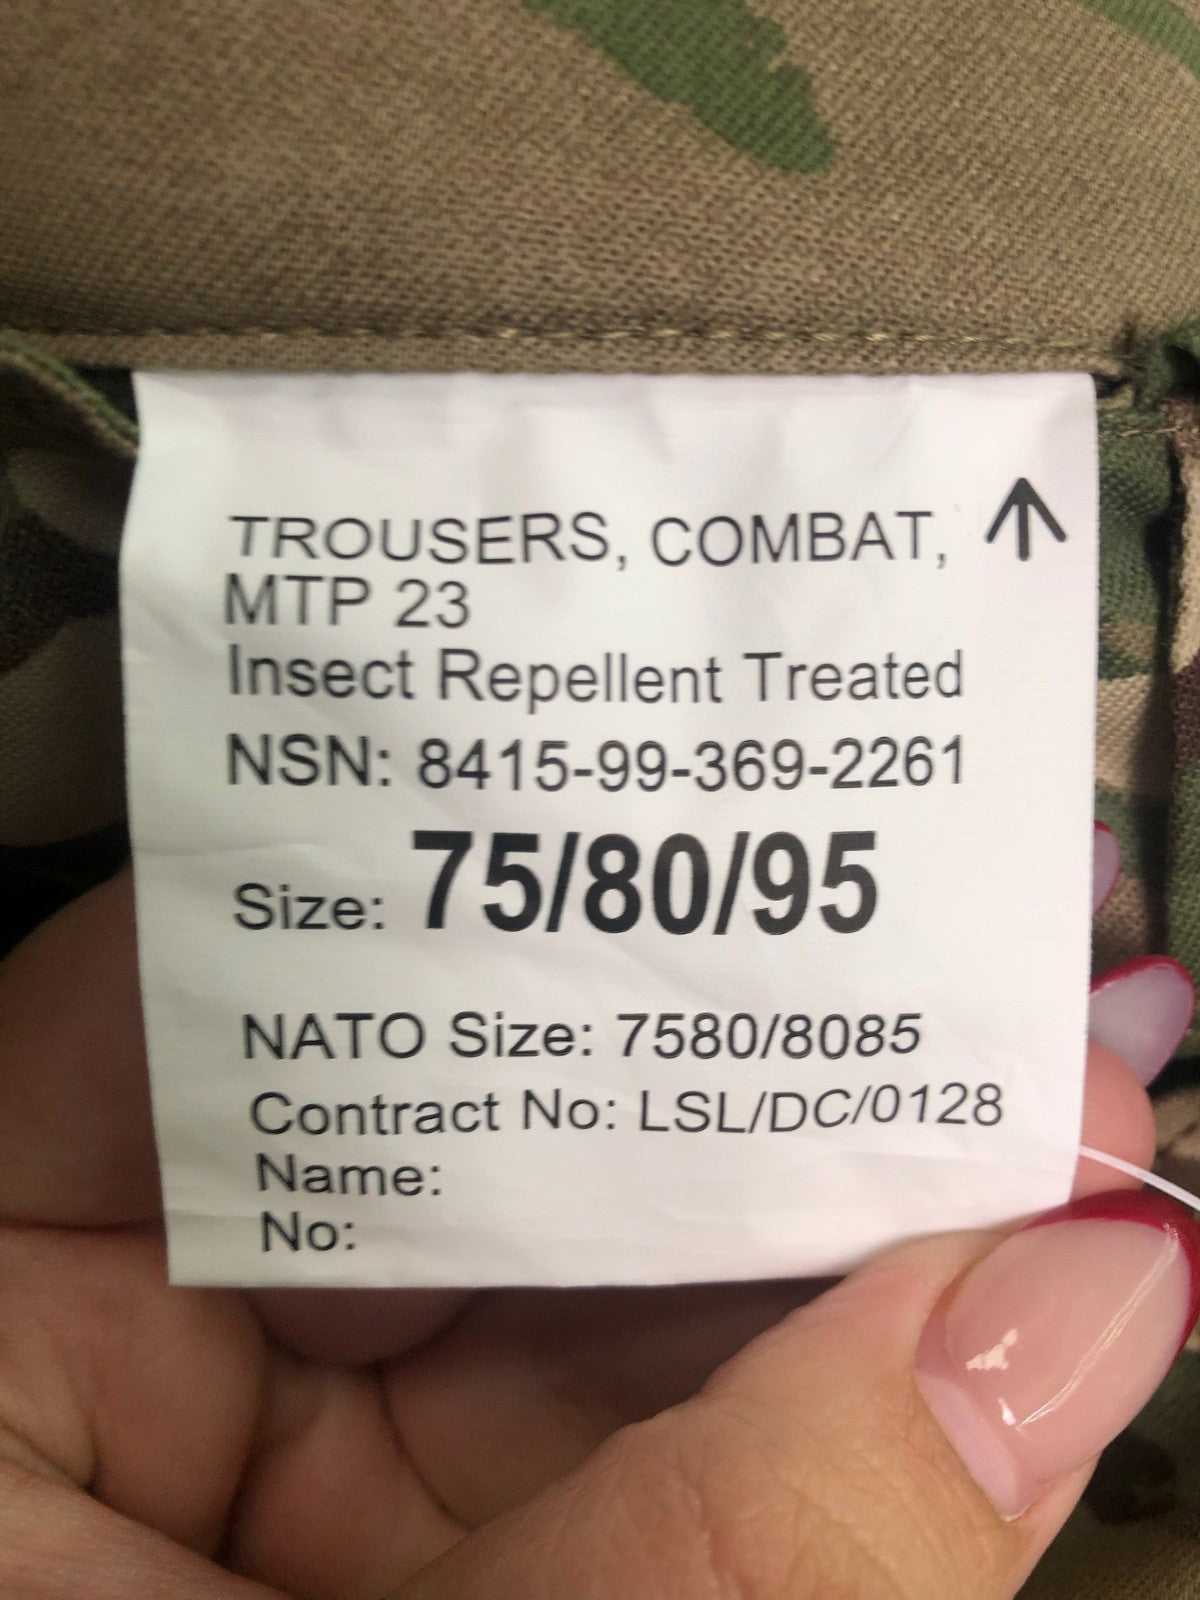 TROUSERS, COMBAT,
MTP 23
Insect Repellent Treated
NSN: 8415-99-369-2261
Size: 75/80/95
NATO Size: 7580/8085
Contract No: LSL/DC/0128
Name:
No: